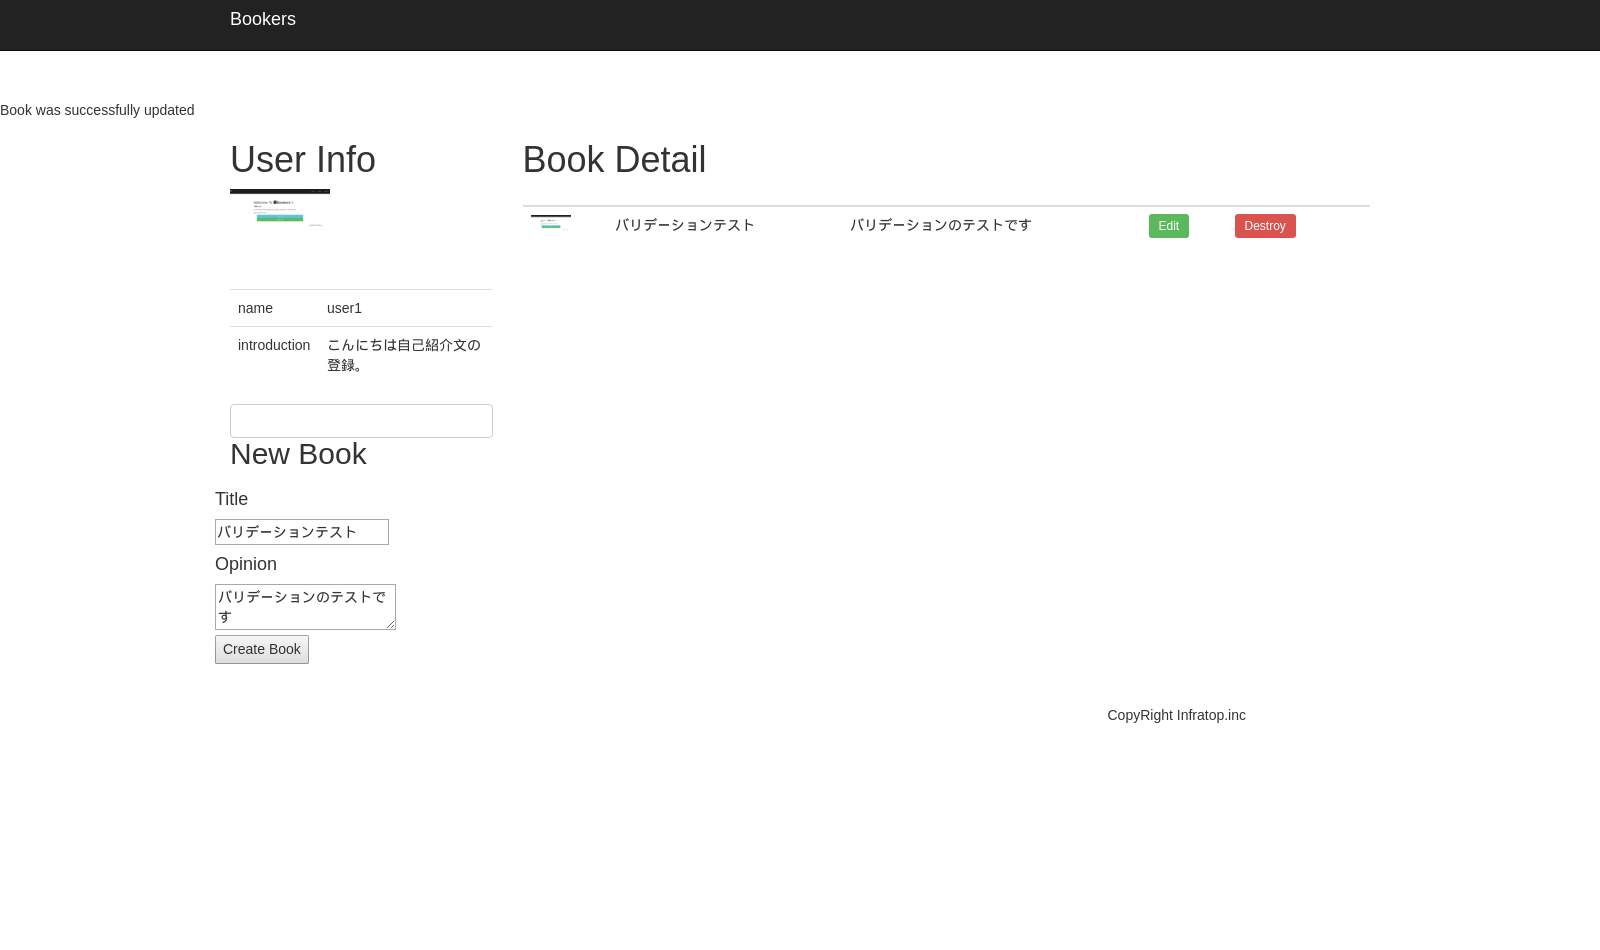 Bookers
Book was successfully updated
User Info
name user1
introduction こんにちは自己紹介文の
登録。
New Book
Title
バリデーションテスト
Opinion
バリデーションのテストで
す
Create Book
Book Detail
バリデーションテスト バリデーションのテストです Edit Destroy
CopyRight Infratop.inc